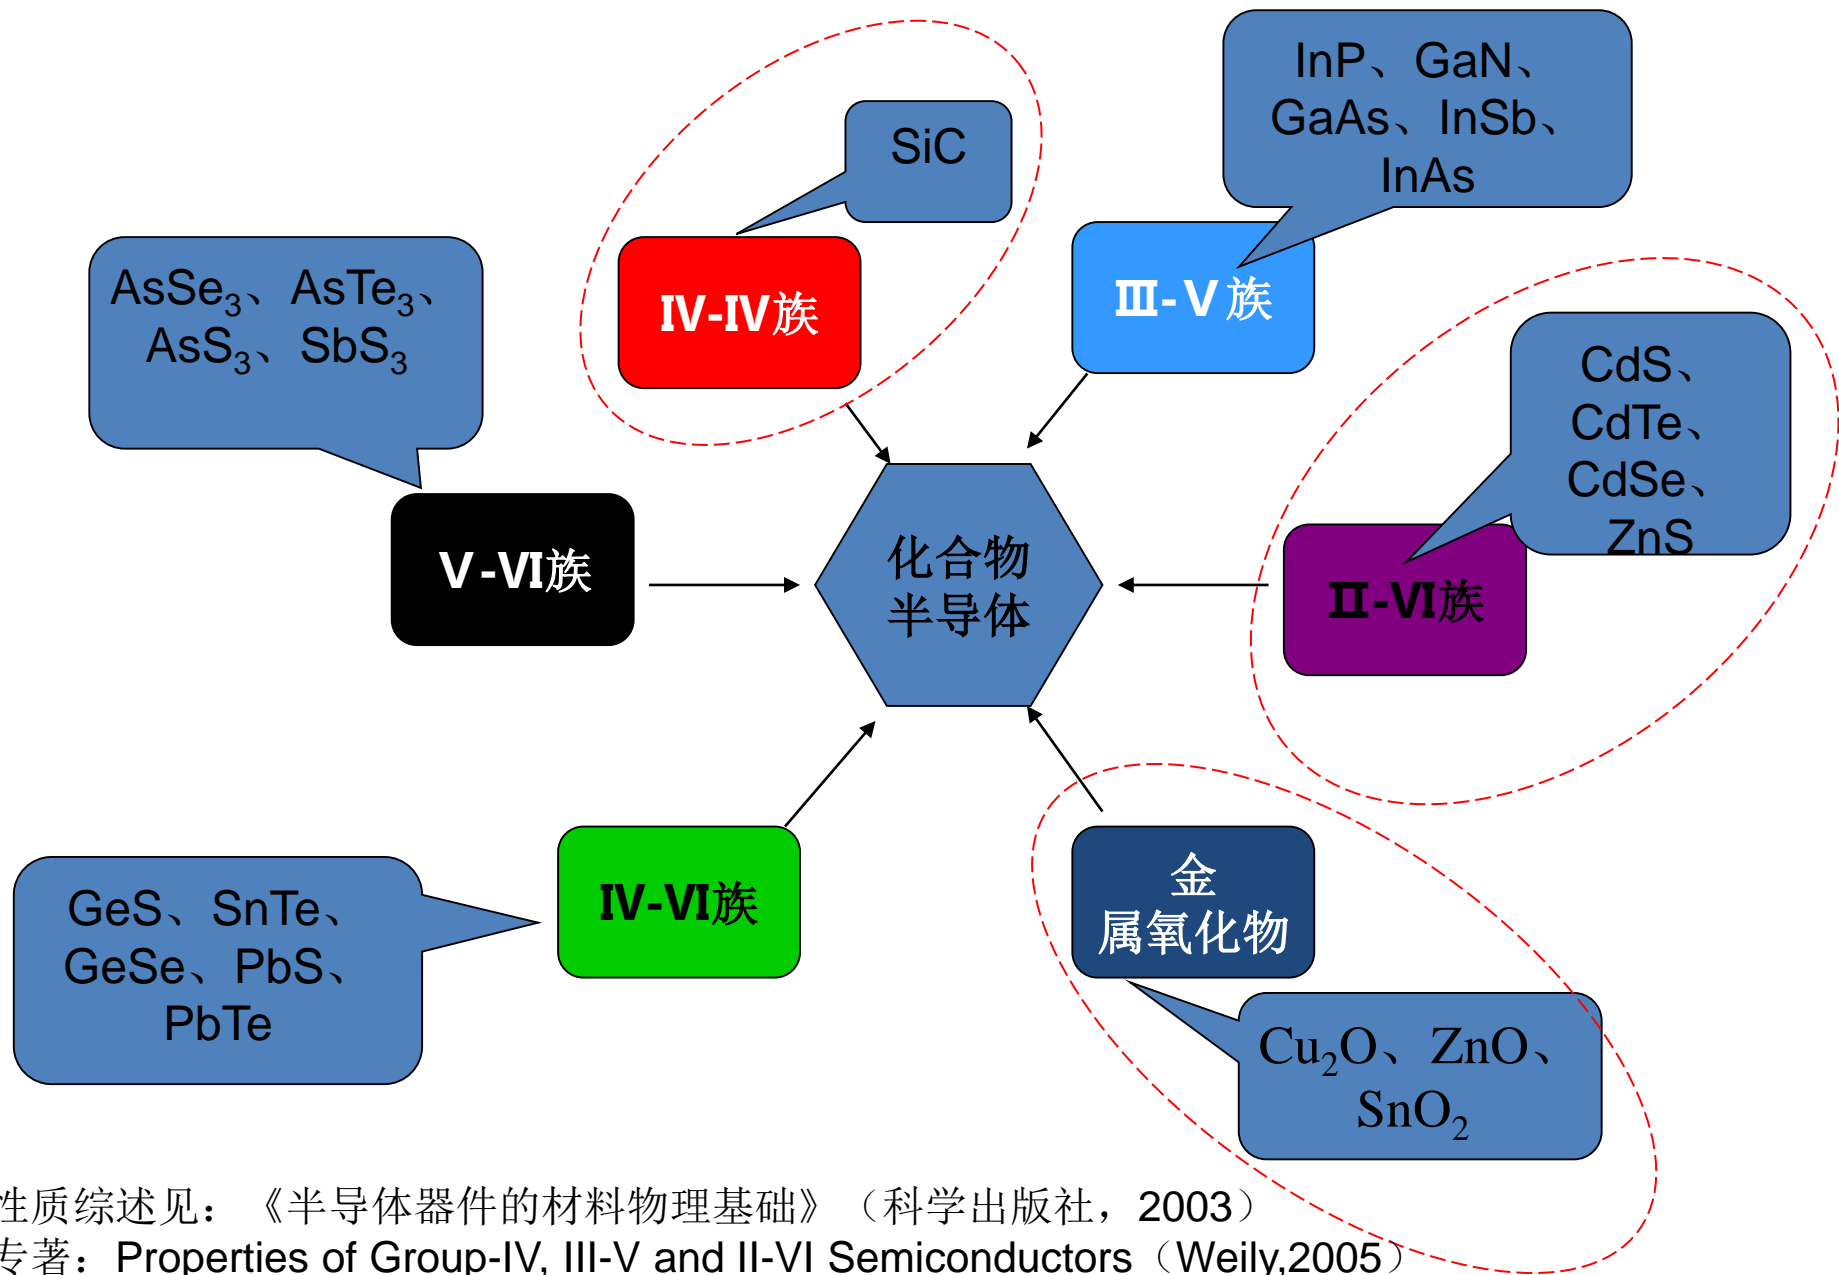 InP、GaN、
GaAs、InSb、
InAs
SiC
AsSe₃、AsTe₃、
AsS₃、SbS₃
Ⅳ-Ⅳ族
Ⅲ-Ⅴ族
CdS、
CdTe、
CdSe、
ZnS
Ⅴ-Ⅵ族
化合物
半导体
Ⅱ-Ⅵ族
GeS、SnTe、
GeSe、PbS、
PbTe
Ⅳ-Ⅵ族
金
属氧化物
Cu₂O、ZnO、
SnO₂
性质综述见：《半导体器件的材料物理基础》（科学出版社，2003）
专著：Properties of Group-IV, III-V and II-VI Semiconductors（Weily,2005）